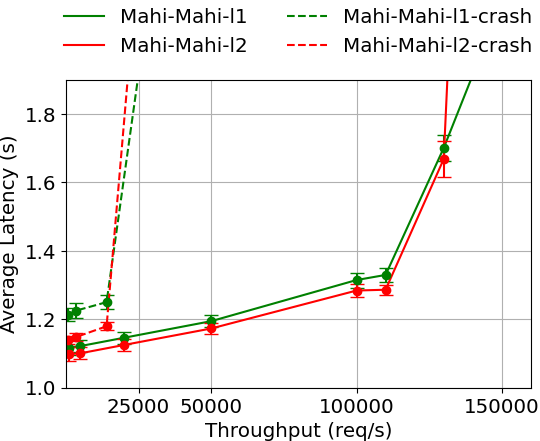 Mahi-Mahi-l1 Mahi-Mahi-l1-crash
Mahi-Mahi-l2 Mahi-Mahi-l2-crash
1.8
1.6
1.4
1.2
1.0
Average Latency (s)
25000 50000 100000 150000
Throughput (req/s)